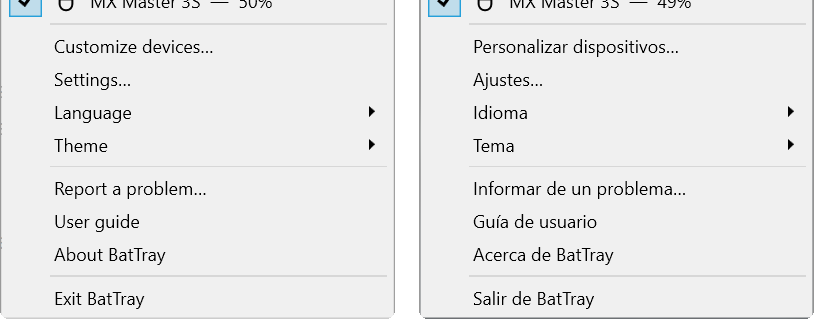 MX Master 3S — 50%
Customize devices...
Settings...
Language
Theme
Report a problem...
User guide
About BatTray
Exit BatTray
MX Master 3S — 49%
Personalizar dispositivos...
Ajustes...
Idioma
Tema
Informar de un problema...
Guía de usuario
Acerca de BatTray
Salir de BatTray